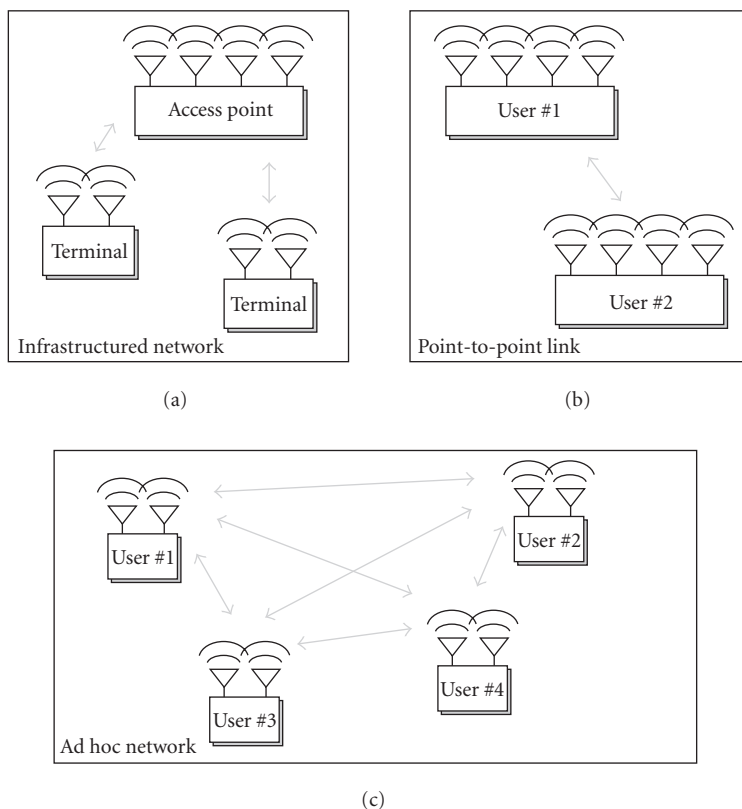 Access point
Terminal
Terminal
Infrastructured network
(a)
User #1
User #2
Point-to-point link
(b)
User #1
User #2
User #3
User #4
Ad hoc network
(c)